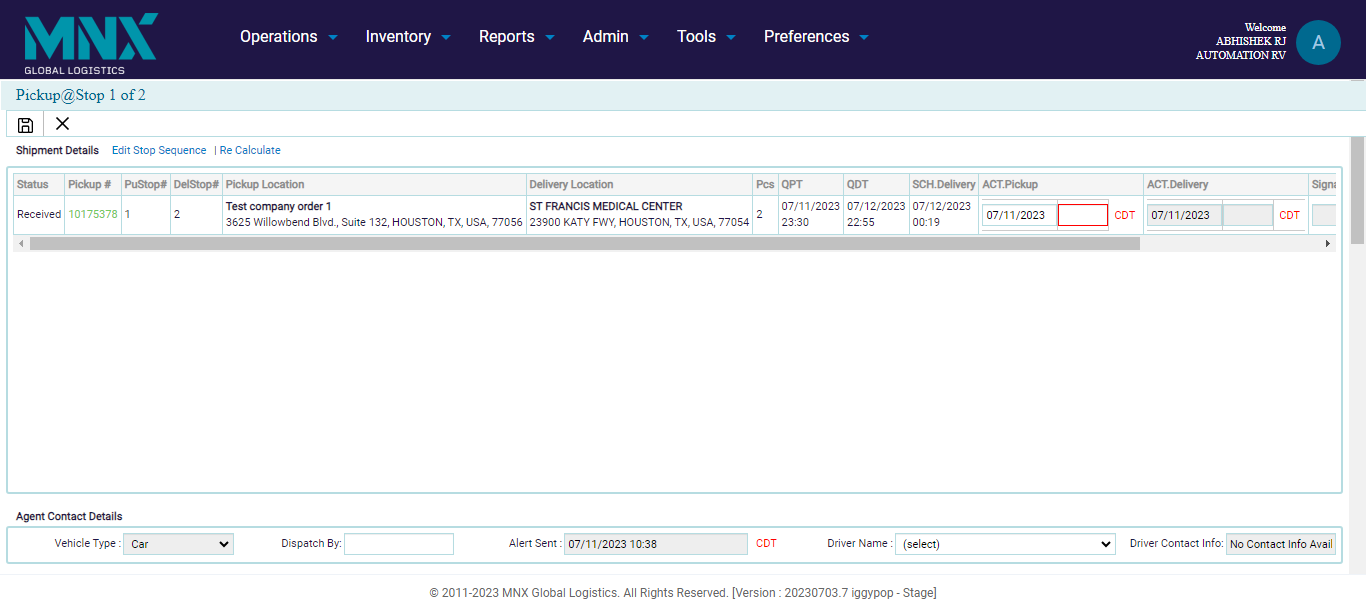 MNX
GLOBAL LOGISTICS
Operations Inventory Reports Admin Tools Preferences
Welcome
ABHISHEK RJ
AUTOMATION RV
A
Pickup@Stop 1 of 2
Shipment Details Edit Stop Sequence | Re Calculate
Status Pickup # PuStop# DelStop# Pickup Location Delivery Location Pcs QPT QDT SCH.Delivery ACT.Pickup ACT.Delivery Signa
Test company order 1 ST FRANCIS MEDICAL CENTER 07/11/2023 07/12/2023 07/12/2023
Received 10175378 1 2 2 07/11/2023 CDT 07/11/2023 CDT
3625 Willowbend Blvd., Suite 132, HOUSTON, TX, USA, 77056 23900 KATY FWY, HOUSTON, TX, USA, 77054 23:30 22:55 00:19
Agent Contact Details
Vehicle Type : Car Dispatch By: Alert Sent : 07/11/2023 10:38 CDT Driver Name : (select) Driver Contact Info: No Contact Info Avail
© 2011-2023 MNX Global Logistics. All Rights Reserved. [Version : 20230703.7 iggypop - Stage]